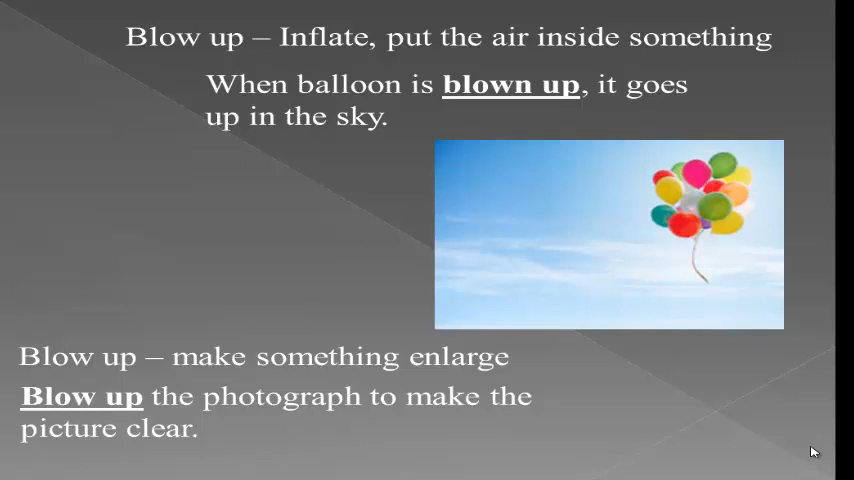 Blow up – Inflate, put the air inside something
When balloon is blown up, it goes
up in the sky.
Blow up – make something enlarge
Blow up the photograph to make the
picture clear.